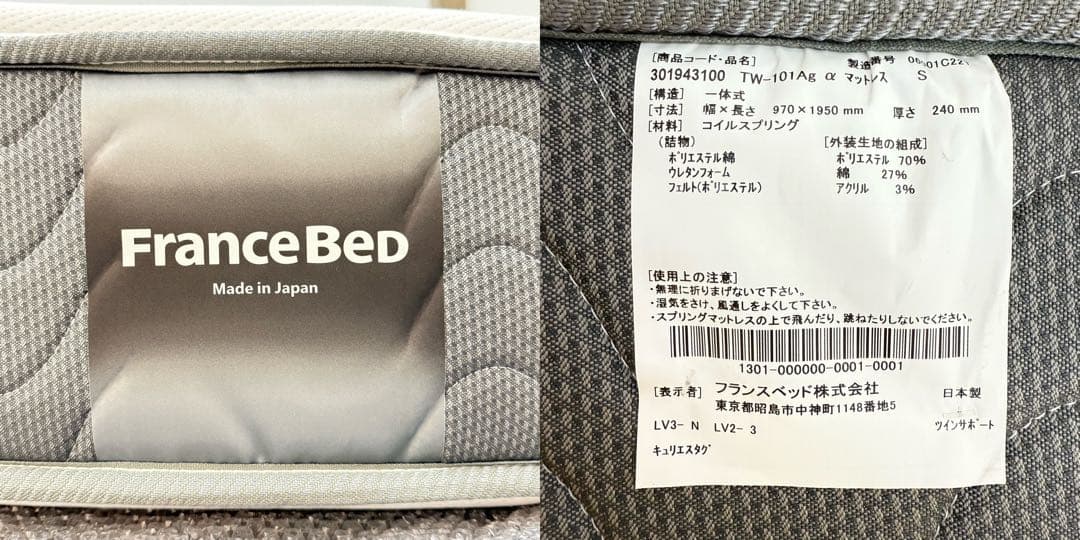 FranceBed
Made in Japan
[商品コード・品名]
製造番号
301943100 TW-101Ag α マットレス S
[構造] 一体式
[寸法] 幅×長さ 970×1950 mm 厚さ 240 mm
[材料] コイルスプリング
(詰物) [外装生地の組成]
ポリエステル綿 ポリエステル 70%
ウレタンフォーム 綿 27%
フェルト(ポリエステル) アクリル 3%
[使用上の注意]
・無理に折りまげないで下さい。
・湿気をさけ、風通しをよくして下さい。
・スプリングマットレスの上で飛んだり、跳ねたりしないでください。
1301-000000-0001-0001
[表示者] フランスベッド株式会社 日本製
東京都昭島市中神町1148番地5
LV3- N LV2- 3 ツインサポート
キュリエスタグ